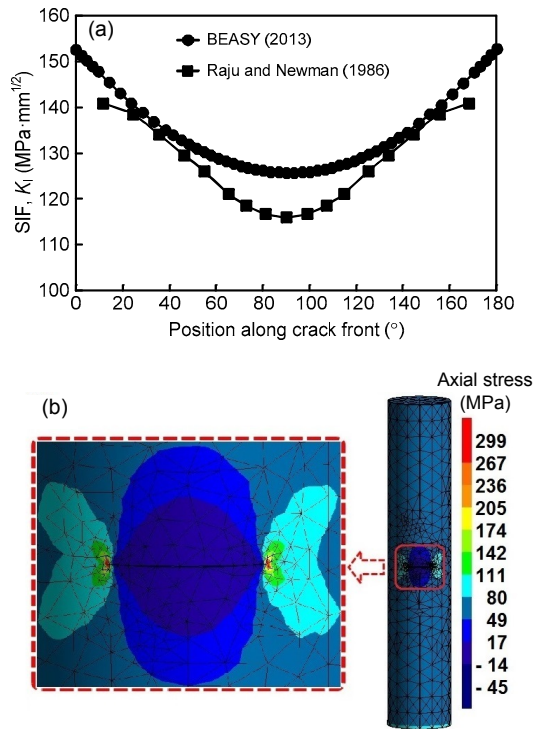 (a)
BEASY (2013)
Raju and Newman (1986)
SIF, KI (MPa·mm1/2)
160
150
140
130
120
110
100
0 20 40 60 80 100 120 140 160 180
Position along crack front (°)
(b)
Axial stress
(MPa)
299
267
236
205
174
142
111
80
49
17
- 14
- 45